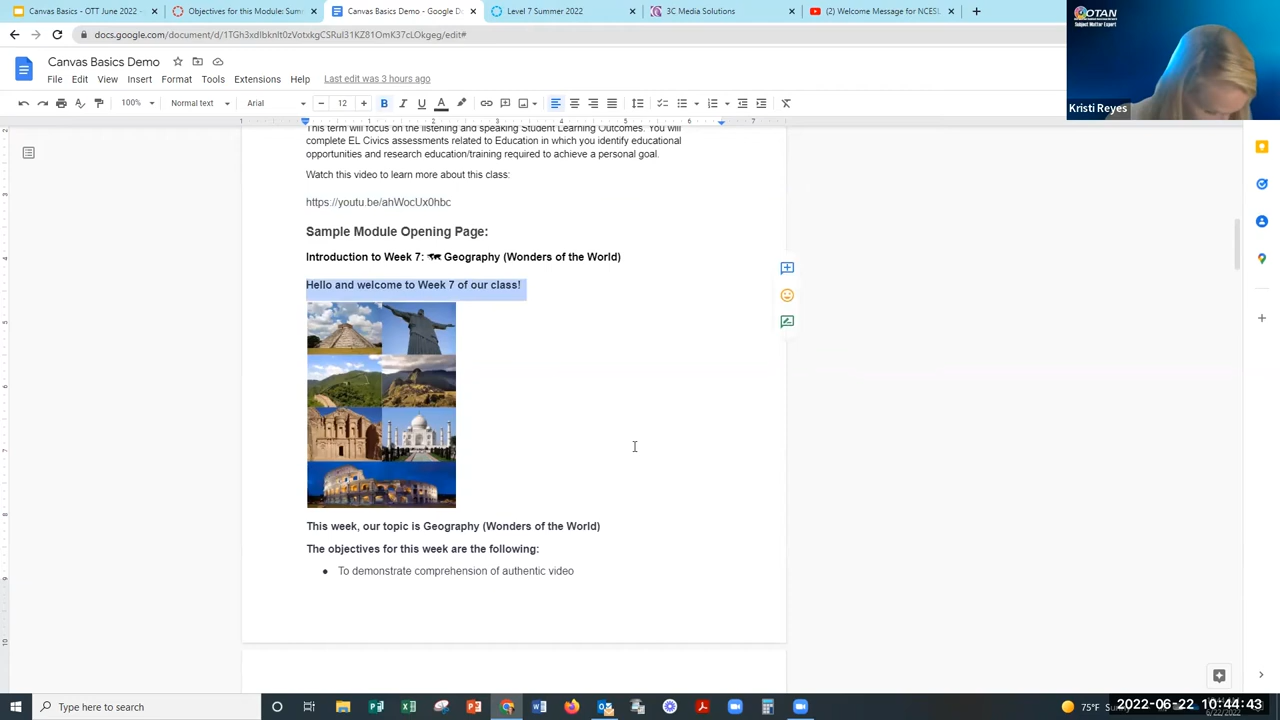 Canvas Basics - OTT June 2022 -
Objectives for this Module: Sum
Canvas Basics Demo - Google D
Level 7 Summer 2022
3C Media Solutions
(2) Welcome Message for NCESL
OTAN
Subject Matter Expert
Kristi Reyes
Canvas Basics Demo
File Edit View Insert Format Tools Extensions Help Last edit was 3 hours ago
100% Normal text Arial 12
This term will focus on the listening and speaking Student Learning Outcomes. You will
complete EL Civics assessments related to Education in which you identify educational
opportunities and research education/training required to achieve a personal goal.
Watch this video to learn more about this class:
https://youtu.be/ahWocUx0hbc
Sample Module Opening Page:
Introduction to Week 7: 🗺 Geography (Wonders of the World)
Hello and welcome to Week 7 of our class!
This week, our topic is Geography (Wonders of the World)
The objectives for this week are the following:
● To demonstrate comprehension of authentic video
Type here to search
75°F
2022-06-22 10:44:43